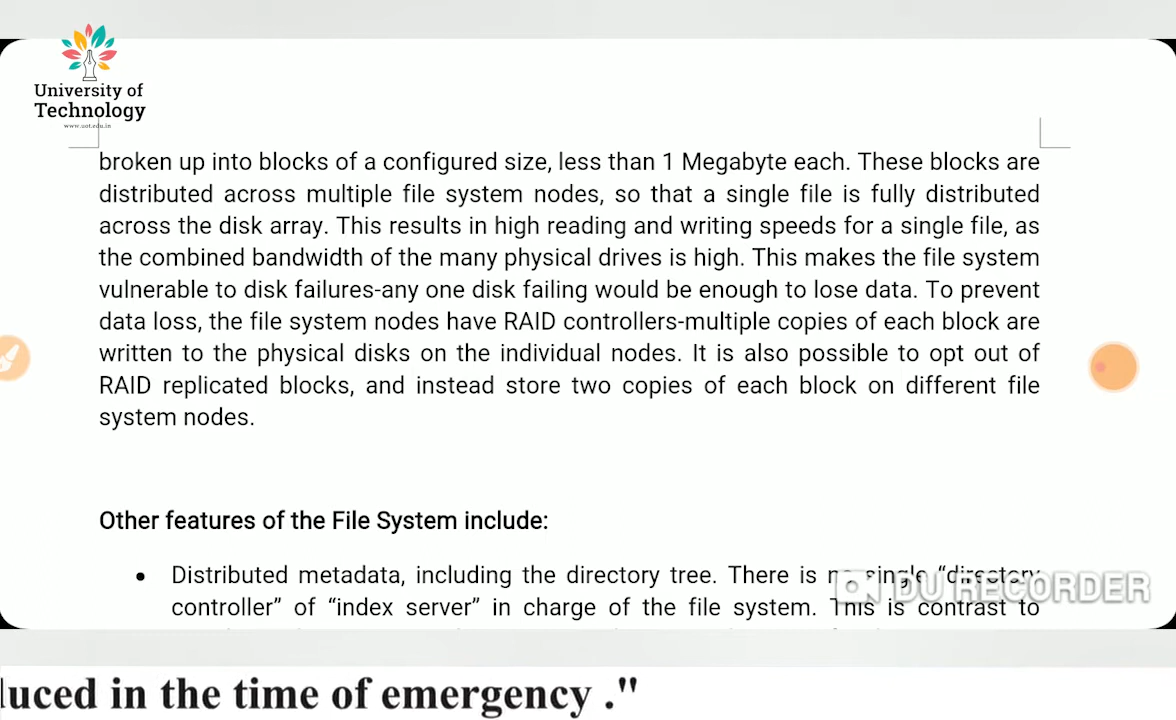 University of
Technology
www.uot.edu.in
broken up into blocks of a configured size, less than 1 Megabyte each. These blocks are
distributed across multiple file system nodes, so that a single file is fully distributed
across the disk array. This results in high reading and writing speeds for a single file, as
the combined bandwidth of the many physical drives is high. This makes the file system
vulnerable to disk failures-any one disk failing would be enough to lose data. To prevent
data loss, the file system nodes have RAID controllers-multiple copies of each block are
written to the physical disks on the individual nodes. It is also possible to opt out of
RAID replicated blocks, and instead store two copies of each block on different file
system nodes.
Other features of the File System include:
• Distributed metadata, including the directory tree. There is no single “directory
DU RECORDER
controller” of “index server” in charge of the file system. This is contrast to
luced in the time of emergency ."